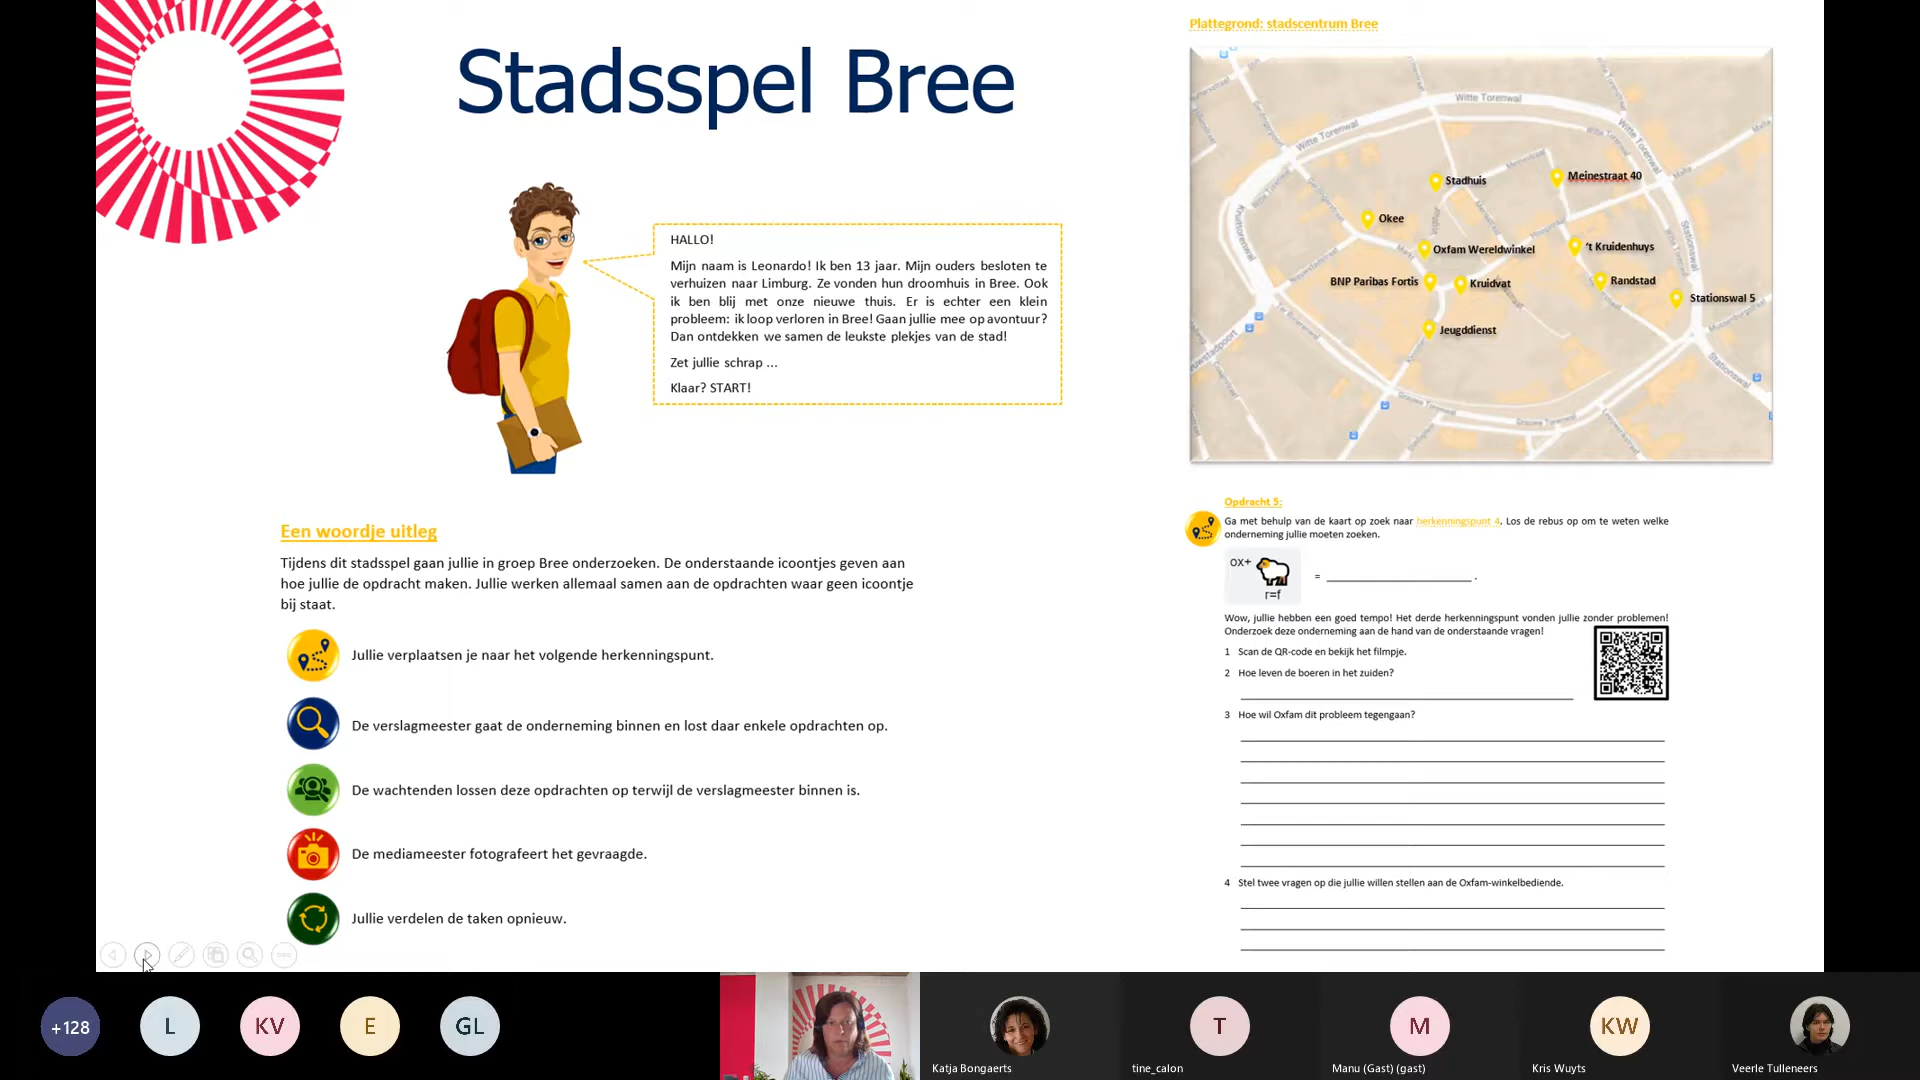 Stadsspel Bree
HALLO!
Mijn naam is Leonardo! Ik ben 13 jaar. Mijn ouders besloten te
verhuizen naar Limburg. Ze vonden hun droomhuis in Bree. Ook
ik ben blij met onze nieuwe thuis. Er is echter een klein
probleem: ik loop verloren in Bree! Gaan jullie mee op avontuur?
Dan ontdekken we samen de leukste plekjes van de stad!
Zet jullie schrap ...
Klaar? START!
Een woordje uitleg
Tijdens dit stadsspel gaan jullie in groep Bree onderzoeken. De onderstaande icoontjes geven aan
hoe jullie de opdracht maken. Jullie werken allemaal samen aan de opdrachten waar geen icoontje
bij staat.
Jullie verplaatsen je naar het volgende herkenningspunt.
De verslagmeester gaat de onderneming binnen en lost daar enkele opdrachten op.
De wachtenden lossen deze opdrachten op terwijl de verslagmeester binnen is.
De mediameester fotografeert het gevraagde.
Jullie verdelen de taken opnieuw.
Plattegrond: stadscentrum Bree
Witte Torenwal
Witte Torenwal
Witte Torenwal
Stadhuis
Meinestraat 40
Okee
Oxfam Wereldwinkel
't Kruidenhuys
BNP Paribas Fortis
Kruidvat
Randstad
Stationswal 5
Jeugddienst
Stationswal
Grauwe Torenwal
Grauwe Torenwal
Opdracht 5:
Ga met behulp van de kaart op zoek naar herkenningspunt 4. Los de rebus op om te weten welke
onderneming jullie moeten zoeken.
OX+
r=f
= ______________________ .
Wow, jullie hebben een goed tempo! Het derde herkenningspunt vonden jullie zonder problemen!
Onderzoek deze onderneming aan de hand van de onderstaande vragen!
1 Scan de QR-code en bekijk het filmpje.
2 Hoe leven de boeren in het zuiden?
3 Hoe wil Oxfam dit probleem tegengaan?
4 Stel twee vragen op die jullie willen stellen aan de Oxfam-winkelbediende.
+128
L
KV
E
GL
T
M
KW
Katja Bongaerts
tine_calon
Manu (Gast) (gast)
Kris Wuyts
Veerle Tulleneers